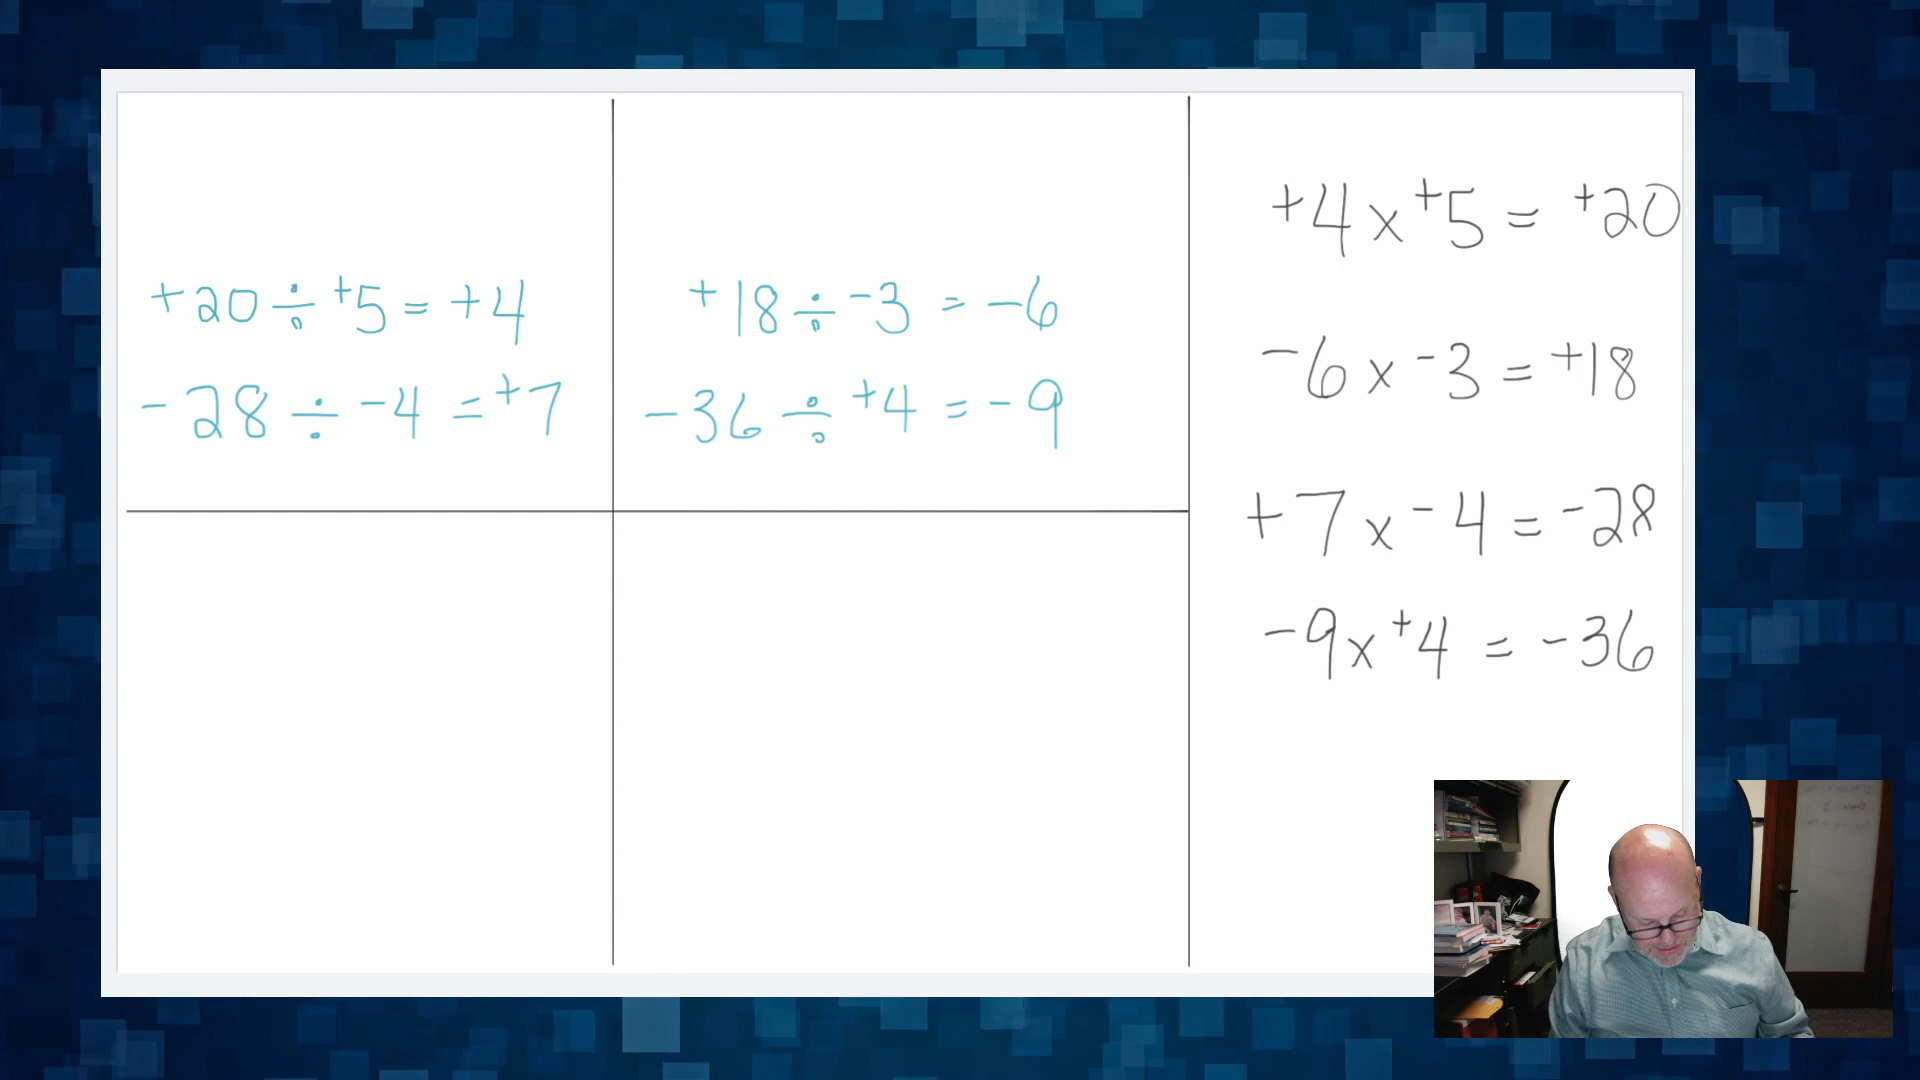 +20 ÷ +5 = +4
-28 ÷ -4 = +7
+18 ÷ -3 = -6
-36 ÷ +4 = -9
+4 x +5 = +20
-6 x -3 = +18
+7 x -4 = -28
-9 x +4 = -36